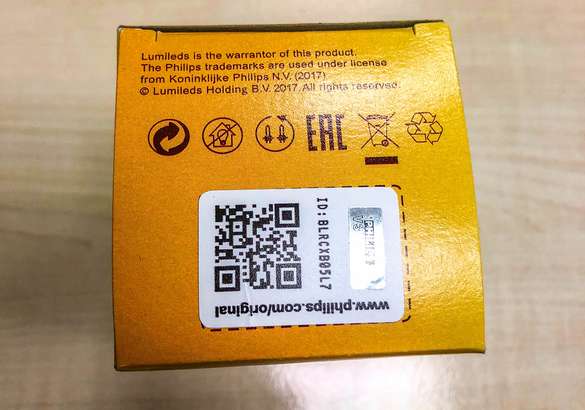 Lumileds is the warrantor of this product.
The Philips trademarks are used under license
from Koninklijke Philips N.V. (2017)
© Lumileds Holding B.V. 2017. All rights reserved.
EAC
ID:BLRCXB05L7
www.philips.com/original